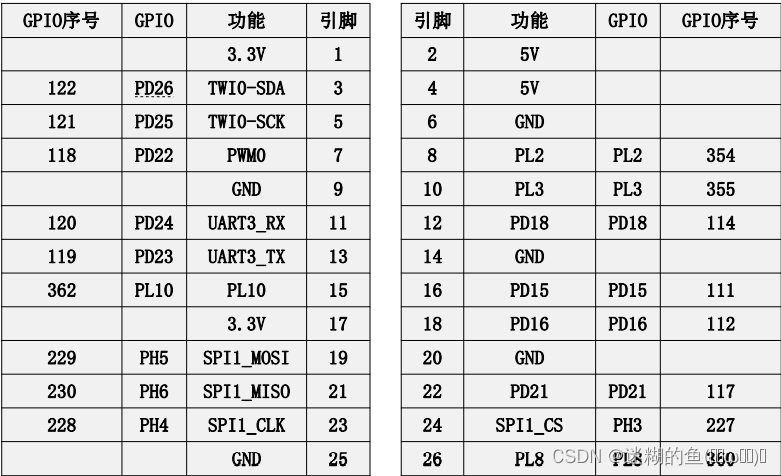 GPIO序号 GPIO 功能 引脚 引脚 功能 GPIO GPIO序号
3.3V 1 2 5V
122 PD26 TWI0-SDA 3 4 5V
121 PD25 TWI0-SCK 5 6 GND
118 PD22 PWM0 7 8 PL2 PL2 354
GND 9 10 PL3 PL3 355
120 PD24 UART3_RX 11 12 PD18 PD18 114
119 PD23 UART3_TX 13 14 GND
362 PL10 PL10 15 16 PD15 PD15 111
3.3V 17 18 PD16 PD16 112
229 PH5 SPI1_MOSI 19 20 GND
230 PH6 SPI1_MISO 21 22 PD21 PD21 117
228 PH4 SPI1_CLK 23 24 SPI1_CS PH3 227
GND 25 26 PL8 PL8 360
CSDN @迷糊的鱼